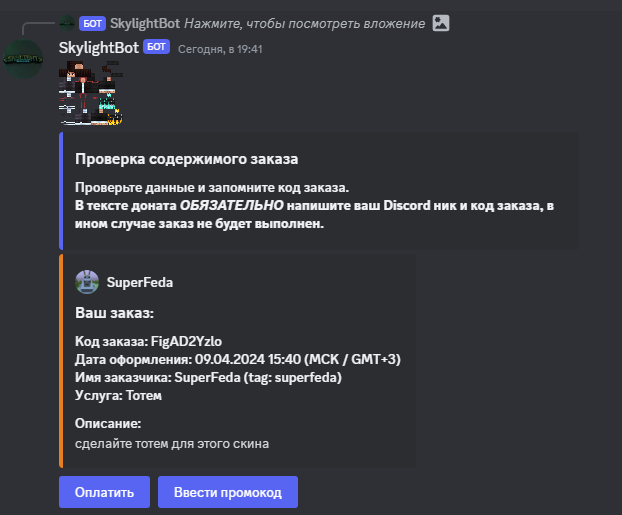 БОТ SkylightBot Нажмите, чтобы посмотреть вложение
SkylightBot БОТ Сегодня, в 19:41
Проверка содержимого заказа
Проверьте данные и запомните код заказа.
В тексте доната ОБЯЗАТЕЛЬНО напишите ваш Discord ник и код заказа, в
ином случае заказ не будет выполнен.
SuperFeda
Ваш заказ:
Код заказа: FigAD2Yzlo
Дата оформления: 09.04.2024 15:40 (МСК / GMT+3)
Имя заказчика: SuperFeda (tag: superfeda)
Услуга: Тотем
Описание:
сделайте тотем для этого скина
Оплатить Ввести промокод